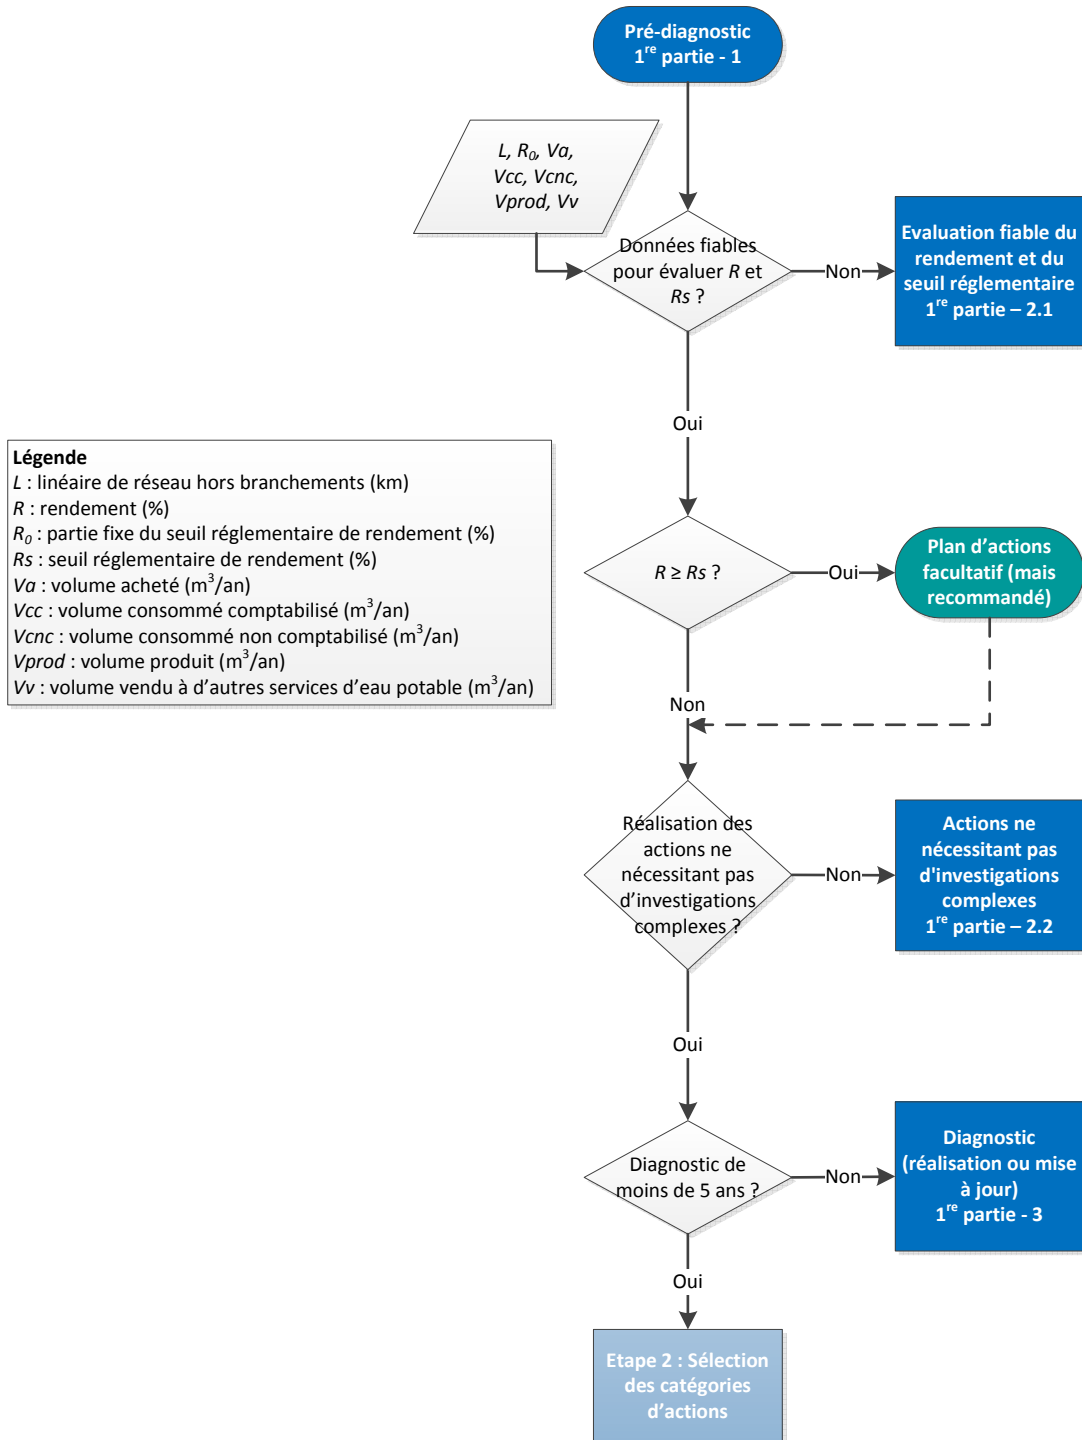 Pré-diagnostic
1re partie - 1
L, R0, Va,
Vcc, Vcnc,
Vprod, Vv
Données fiables
pour évaluer R et
Rs ?
Non
Evaluation fiable du
rendement et du
seuil réglementaire
1re partie – 2.1
Oui
Légende
L : linéaire de réseau hors branchements (km)
R : rendement (%)
R0 : partie fixe du seuil réglementaire de rendement (%)
Rs : seuil réglementaire de rendement (%)
Va : volume acheté (m3/an)
Vcc : volume consommé comptabilisé (m3/an)
Vcnc : volume consommé non comptabilisé (m3/an)
Vprod : volume produit (m3/an)
Vv : volume vendu à d’autres services d’eau potable (m3/an)
R ≥ Rs ?
Oui
Plan d’actions
facultatif (mais
recommandé)
Non
Réalisation des
actions ne
nécessitant pas
d’investigations
complexes ?
Non
Actions ne
nécessitant pas
d'investigations
complexes
1re partie – 2.2
Oui
Diagnostic de
moins de 5 ans ?
Non
Diagnostic
(réalisation ou mise
à jour)
1re partie - 3
Oui
Etape 2 : Sélection
des catégories
d’actions